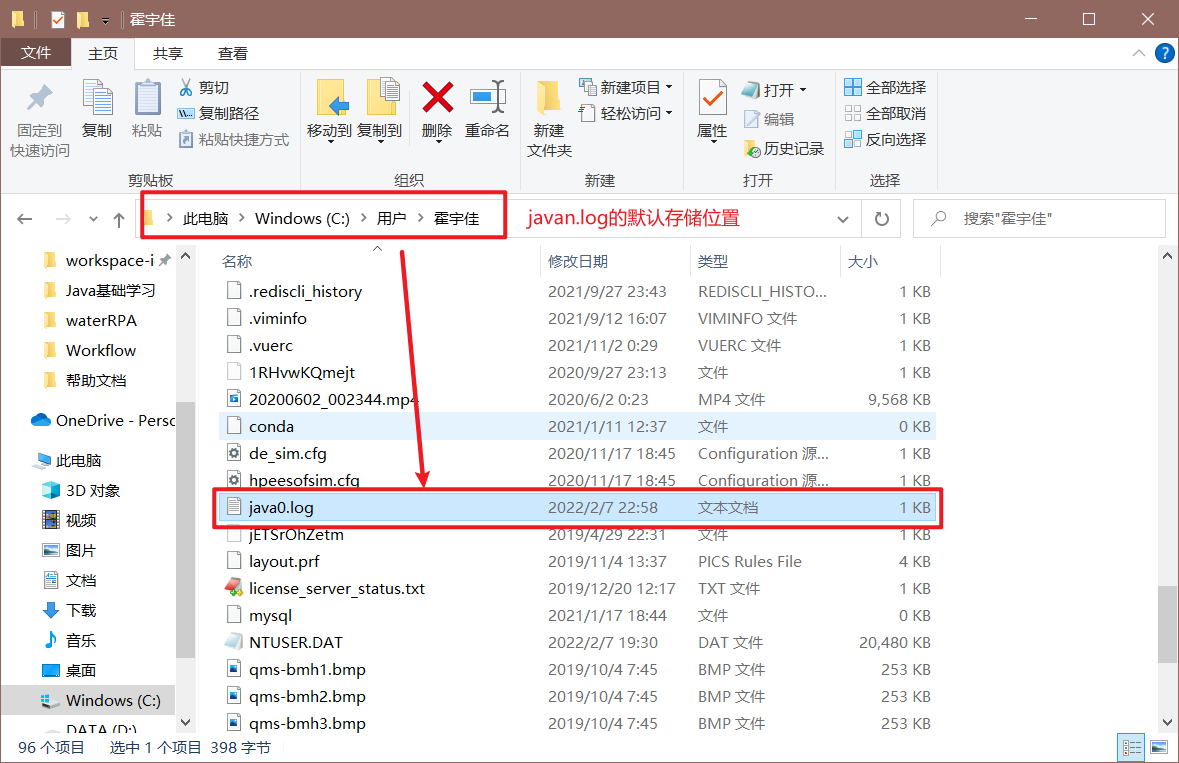 霍宇佳
文件 主页 共享 查看
固定到
快速访问
复制
粘贴
剪切
复制路径
粘贴快捷方式
剪贴板
移动到
复制到
删除
重命名
组织
新建
文件夹
新建项目
轻松访问
新建
属性
打开
编辑
历史记录
打开
全部选择
全部取消
反向选择
选择
此电脑 > Windows (C:) > 用户 > 霍宇佳
javan.log的默认存储位置
搜索"霍宇佳"
workspace-i
Java基础学习
waterRPA
Workflow
帮助文档
OneDrive - Perso
此电脑
3D 对象
视频
图片
文档
下载
音乐
桌面
Windows (C:)
DATA (D:)
名称 修改日期 类型 大小
.rediscli_history 2021/9/27 23:43 REDISCLI_HISTO... 1 KB
.viminfo 2021/9/12 16:07 VIMINFO 文件 1 KB
.vuerc 2021/11/2 0:29 VUERC 文件 1 KB
1RHvwKQmejt 2020/9/27 23:13 文件 1 KB
20200602_002344.mp4 2020/6/2 0:23 MP4 文件 9,568 KB
conda 2021/1/11 12:37 文件 0 KB
de_sim.cfg 2020/11/17 18:45 Configuration 源... 1 KB
hpeesofsim.cfg 2020/11/17 18:45 Configuration 源... 1 KB
java0.log 2022/2/7 22:58 文本文档 1 KB
jETSrOhZetm 2019/4/29 22:31 文件 1 KB
layout.prf 2019/11/4 13:37 PICS Rules File 4 KB
license_server_status.txt 2019/12/20 12:17 TXT 文件 1 KB
mysql 2021/1/17 18:44 文件 0 KB
NTUSER.DAT 2022/2/7 19:30 DAT 文件 20,480 KB
qms-bmh1.bmp 2019/10/4 7:45 BMP 文件 253 KB
qms-bmh2.bmp 2019/10/4 7:45 BMP 文件 253 KB
qms-bmh3.bmp 2019/10/4 7:45 BMP 文件 253 KB
96 个项目 选中 1 个项目 398 字节